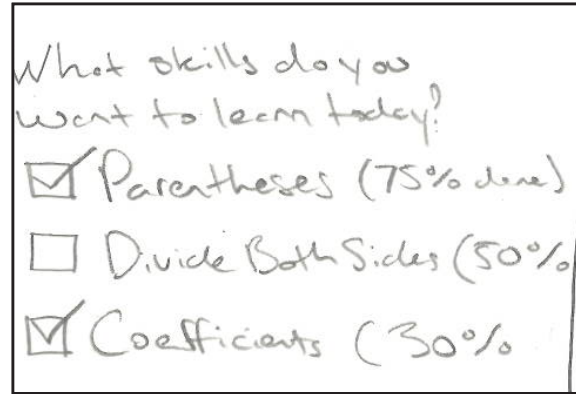 What skills do you
want to learn today?
Parentheses (75% done)
Divide Both Sides (50%
Coefficients (30%